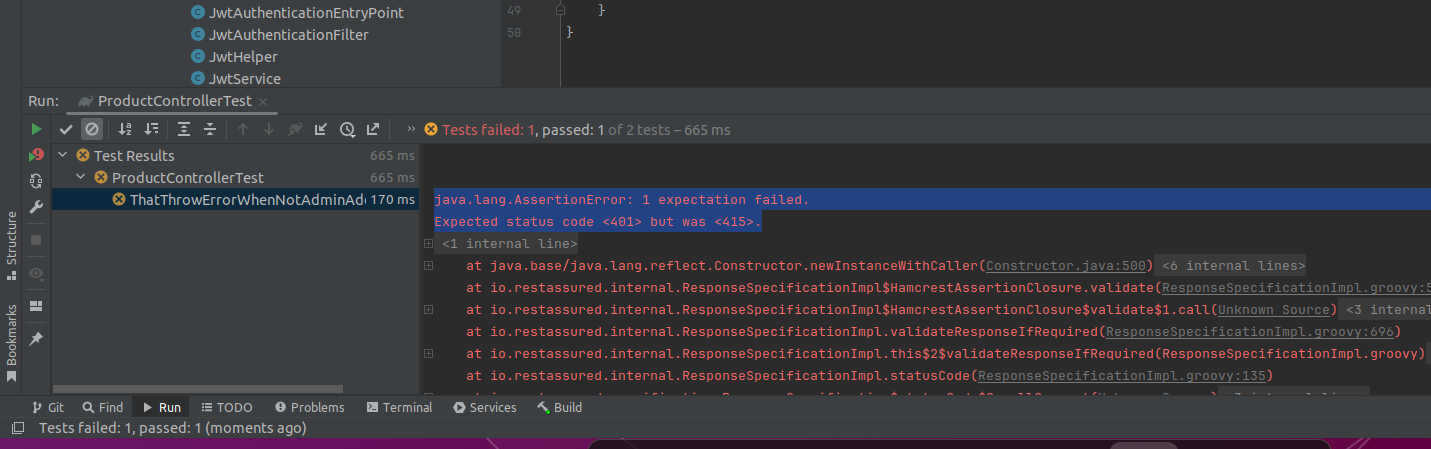 JwtAuthenticationEntryPoint
JwtAuthenticationFilter
JwtHelper
JwtService
49 }
50 }
Run: ProductControllerTest ×
Tests failed: 1, passed: 1 of 2 tests – 665 ms
Test Results 665 ms
ProductControllerTest 665 ms
ThatThrowErrorWhenNotAdminAd 170 ms
java.lang.AssertionError: 1 expectation failed.
Expected status code <401> but was <415>.
<1 internal line>
at java.base/java.lang.reflect.Constructor.newInstanceWithCaller(Constructor.java:500) <6 internal lines>
at io.restassured.internal.ResponseSpecificationImpl$HamcrestAssertionClosure.validate(ResponseSpecificationImpl.groovy:5
at io.restassured.internal.ResponseSpecificationImpl$HamcrestAssertionClosure$validate$1.call(Unknown Source) <3 internal
at io.restassured.internal.ResponseSpecificationImpl.validateResponseIfRequired(ResponseSpecificationImpl.groovy:696)
at io.restassured.internal.ResponseSpecificationImpl.this$2$validateResponseIfRequired(ResponseSpecificationImpl.groovy)
at io.restassured.internal.ResponseSpecificationImpl.statusCode(ResponseSpecificationImpl.groovy:135)
Structure
Bookmarks
Git Find Run TODO Problems Terminal Services Build
Tests failed: 1, passed: 1 (moments ago)